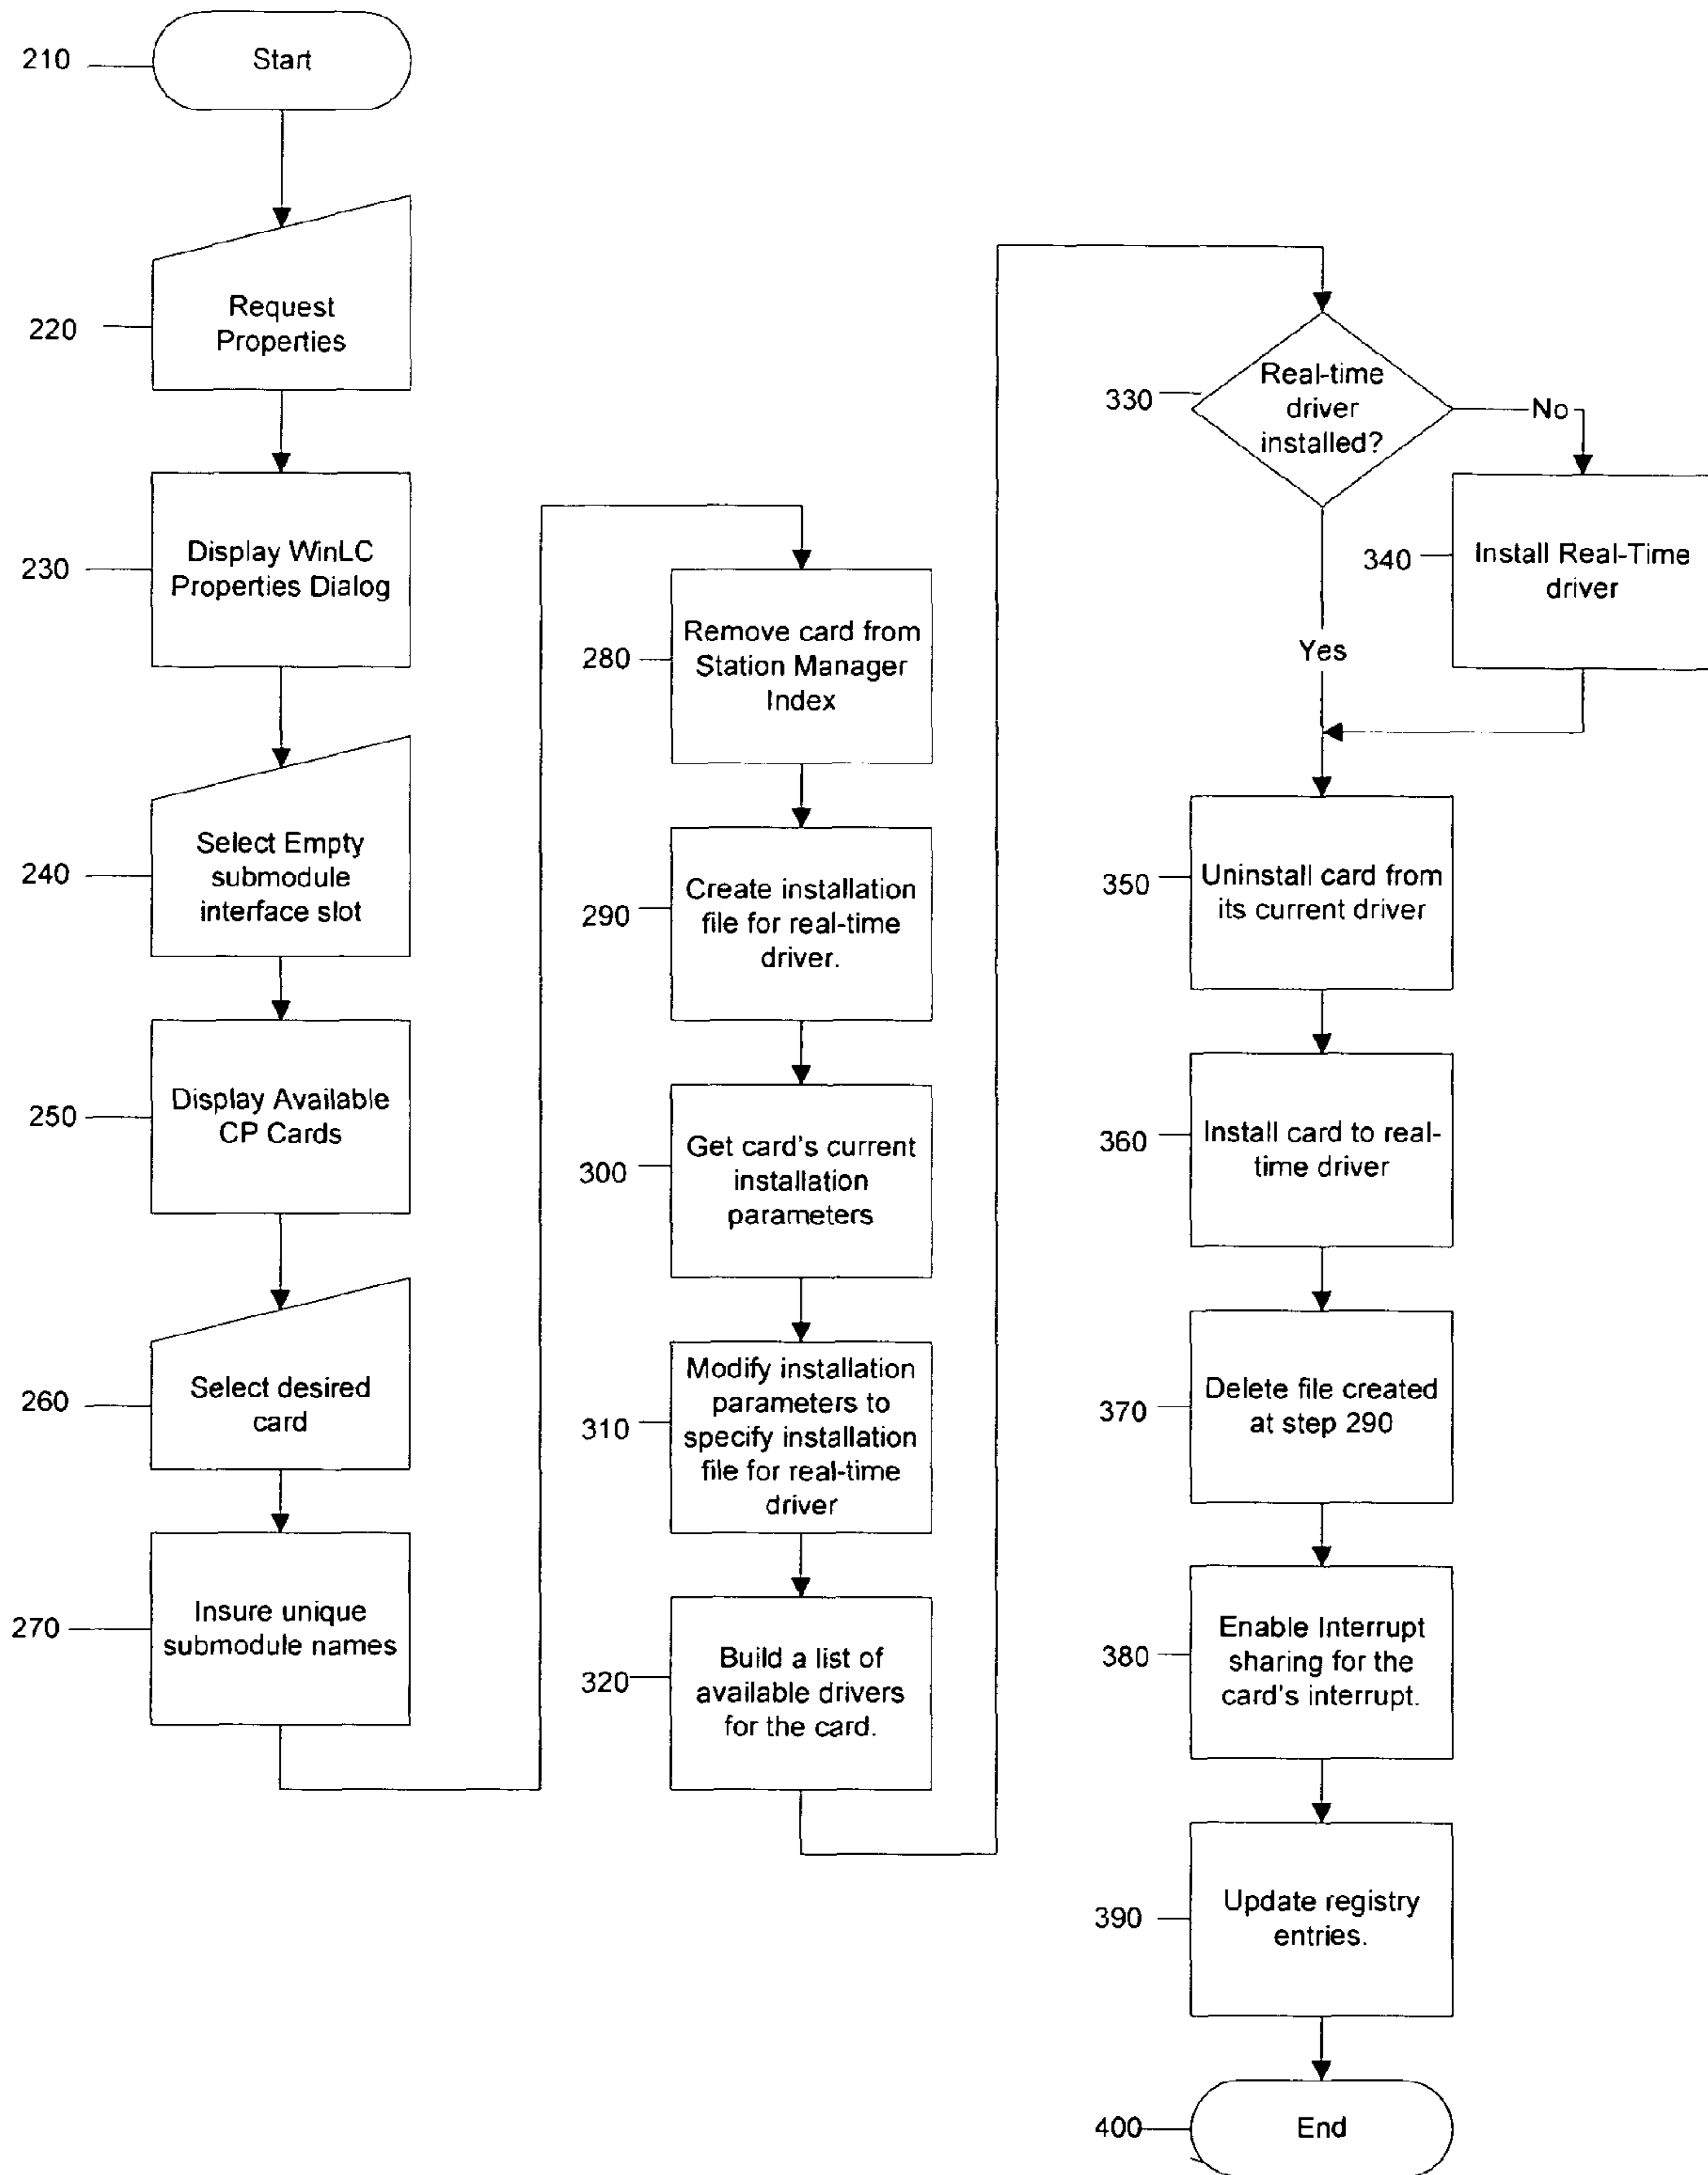 210
Start
220
Request
Properties
230
Display WinLC
Properties Dialog
240
Select Empty
submodule
interface slot
250
Display Available
CP Cards
260
Select desired
card
270
Insure unique
submodule names
280
Remove card from
Station Manager
Index
290
Create installation
file for real-time
driver.
300
Get card's current
installation
parameters
310
Modify installation
parameters to
specify installation
file for real-time
driver
320
Build a list of
available drivers
for the card.
330
Real-time
driver
installed?
No
340
Install Real-Time
driver
Yes
350
Uninstall card from
its current driver
360
Install card to real-
time driver
370
Delete file created
at step 290
380
Enable Interrupt
sharing for the
card's interrupt.
390
Update registry
entries.
400
End